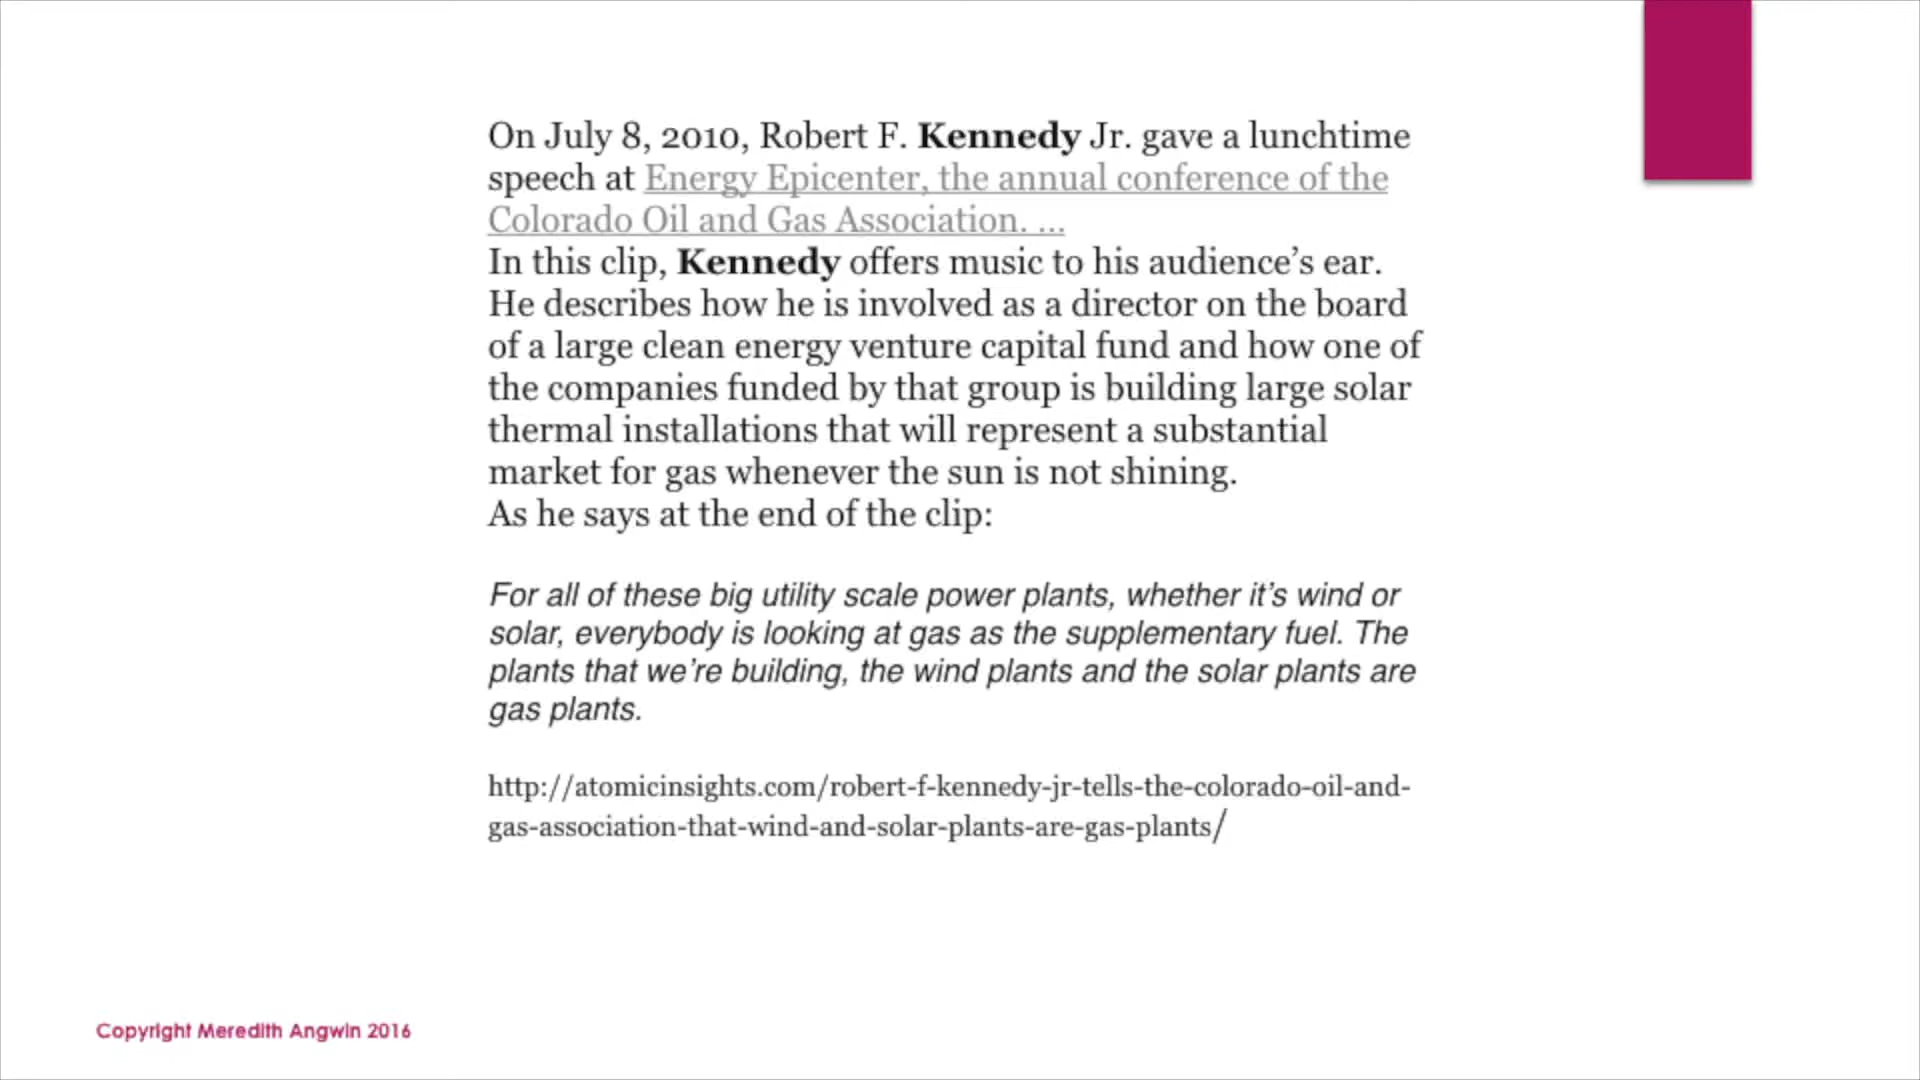 On July 8, 2010, Robert F. Kennedy Jr. gave a lunchtime
speech at Energy Epicenter, the annual conference of the
Colorado Oil and Gas Association. ...
In this clip, Kennedy offers music to his audience’s ear.
He describes how he is involved as a director on the board
of a large clean energy venture capital fund and how one of
the companies funded by that group is building large solar
thermal installations that will represent a substantial
market for gas whenever the sun is not shining.
As he says at the end of the clip:
For all of these big utility scale power plants, whether it’s wind or
solar, everybody is looking at gas as the supplementary fuel. The
plants that we’re building, the wind plants and the solar plants are
gas plants.
http://atomicinsights.com/robert-f-kennedy-jr-tells-the-colorado-oil-and-
gas-association-that-wind-and-solar-plants-are-gas-plants/
Copyright Meredith Angwin 2016